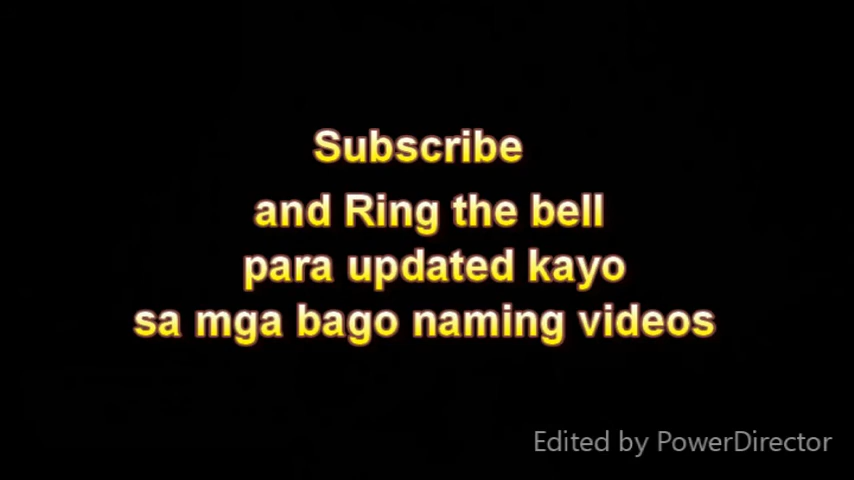 Subscribe
and Ring the bell
para updated kayo
sa mga bago naming videos
Edited by PowerDirector